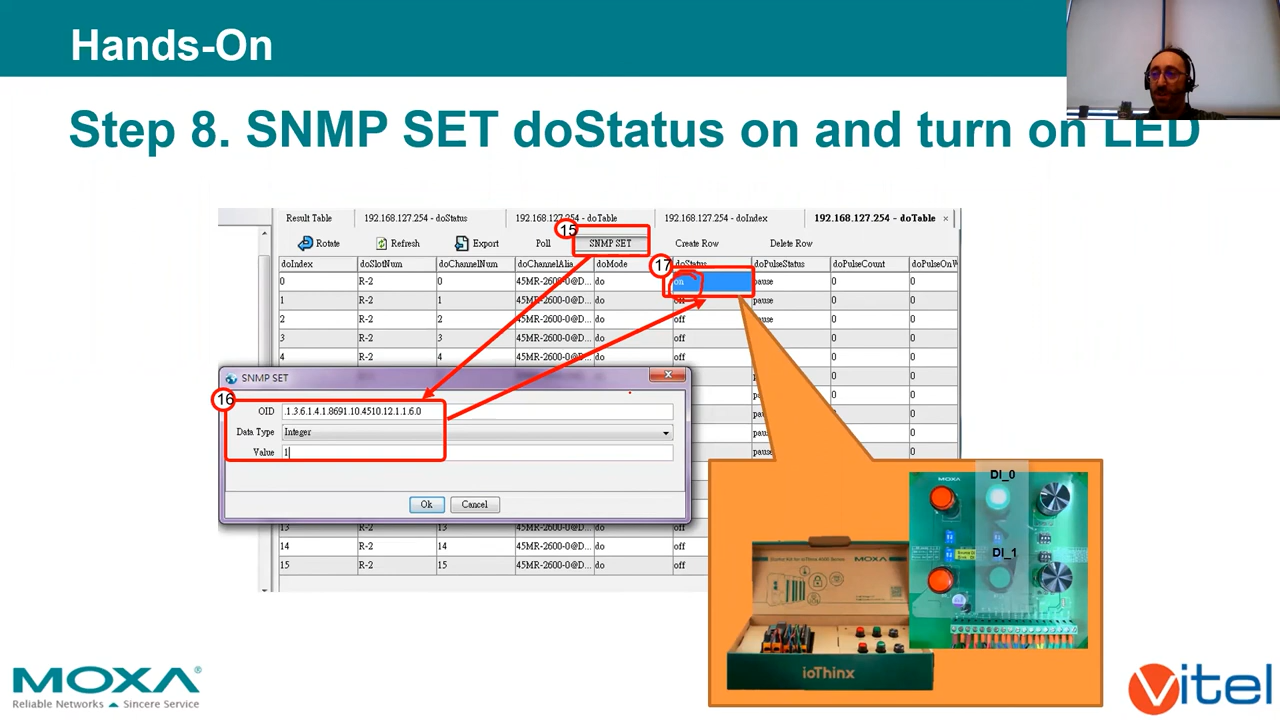 Hands-On
Step 8. SNMP SET doStatus on and turn on LED
Result Table 192.168.127.254 - doStatus 192.168.127.254 - doTable 192.168.127.254 - doIndex 192.168.127.254 - doTable ×
15
Rotate Refresh Export Poll SNMP SET Create Row Delete Row
17
doIndex doSlotNum doChannelNum doChannelAlia.. doMode doStatus doPulseStatus doPulseCount doPulseOnW
0 R-2 0 45MR-2600-0@D... do on pause 0 0
1 R-2 1 45MR-2600-0@D... do off pause 0 0
2 R-2 2 45MR-2600-0@D... do off pause 0 0
3 R-2 3 45MR-2600-0@D... do off 0 0
4 R-2 4 45MR-2600-0@D... do off 0 0
SNMP SET
16
OID .1.3.6.1.4.1.8691.10.4510.12.1.1.6.0
Data Type Integer
Value 1
Ok Cancel
13 R-2 13 45MR-2600-0@D... do off
14 R-2 14 45MR-2600-0@D... do off
15 R-2 15 45MR-2600-0@D... do off
MOXA
DI_0
DI_1
MOXA
ioThinx
MOXA®
Reliable Networks Sincere Service
Vitel